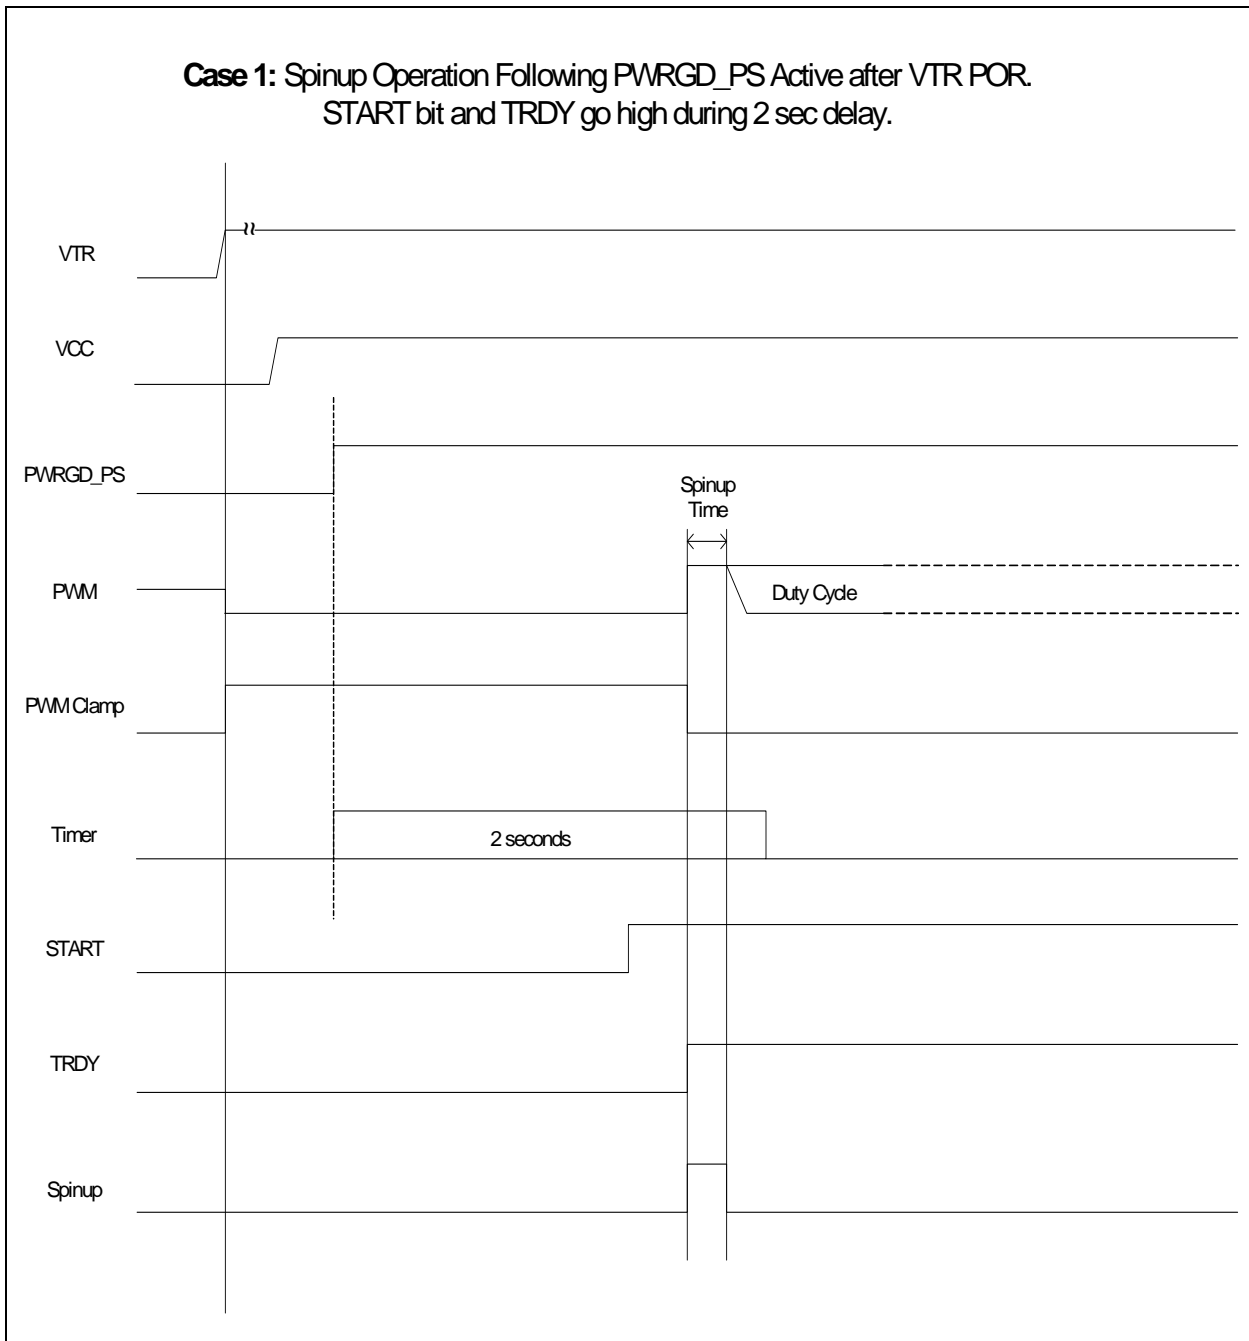 Case 1: Spinup Operation Following PWRGD_PS Active after VTR POR.
START bit and TRDY go high during 2 sec delay.
VTR
VCC
PWRGD_PS
Spinup
Time
PWM
Duty Cycle
PWM Clamp
Timer
2 seconds
START
TRDY
Spinup